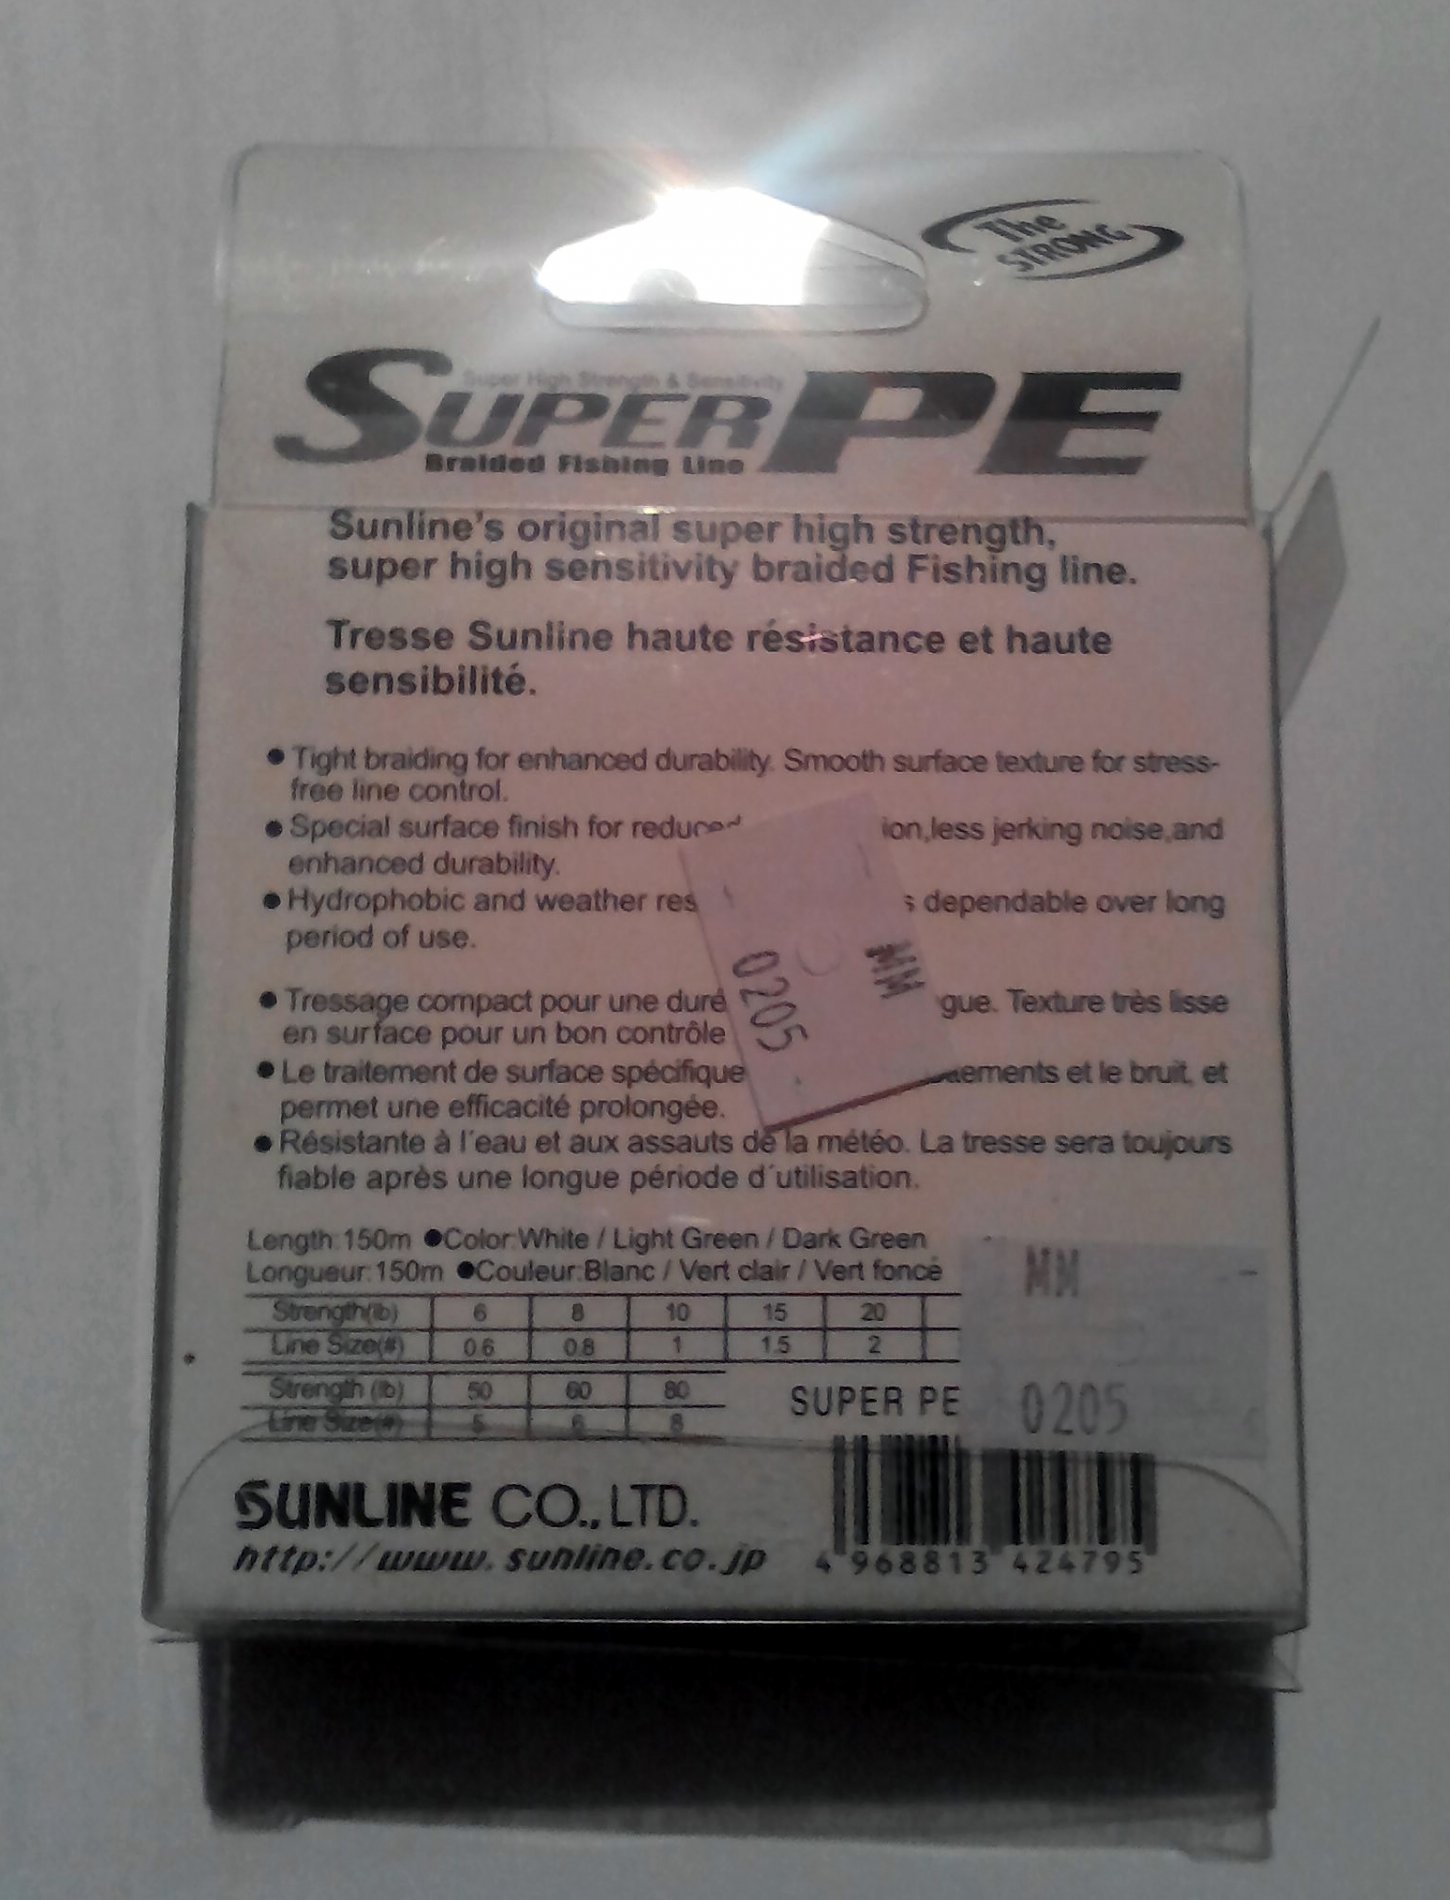 The
STRONG
Super High Strength & Sensitivity
SUPER PE
Braided Fishing Line
Sunline's original super high strength,
super high sensitivity braided Fishing line.
Tresse Sunline haute résistance et haute
sensibilité.
● Tight braiding for enhanced durability. Smooth surface texture for stress-
free line control.
● Special surface finish for reduced ion,less jerking noise,and
enhanced durability.
● Hydrophobic and weather res s dependable over long
period of use.
● Tressage compact pour une duré gue. Texture très lisse
en surface pour un bon contrôle
● Le traitement de surface spécifique tements et le bruit, et
permet une efficacité prolongée.
● Résistante à l'eau et aux assauts de la météo. La tresse sera toujours
fiable après une longue période d'utilisation.
MM
0205
Length:150m ●Color:White / Light Green / Dark Green
Longueur:150m ●Couleur:Blanc / Vert clair / Vert foncé
Strength(lb) 6 8 10 15 20
Line Size(#) 0.6 0.8 1 1.5 2
Strength (lb) 50 60 80
Line Size(#) 5 6 8
MM
0205
SUPER PE
SUNLINE CO.,LTD.
http://www.sunline.co.jp
4 968813 424795